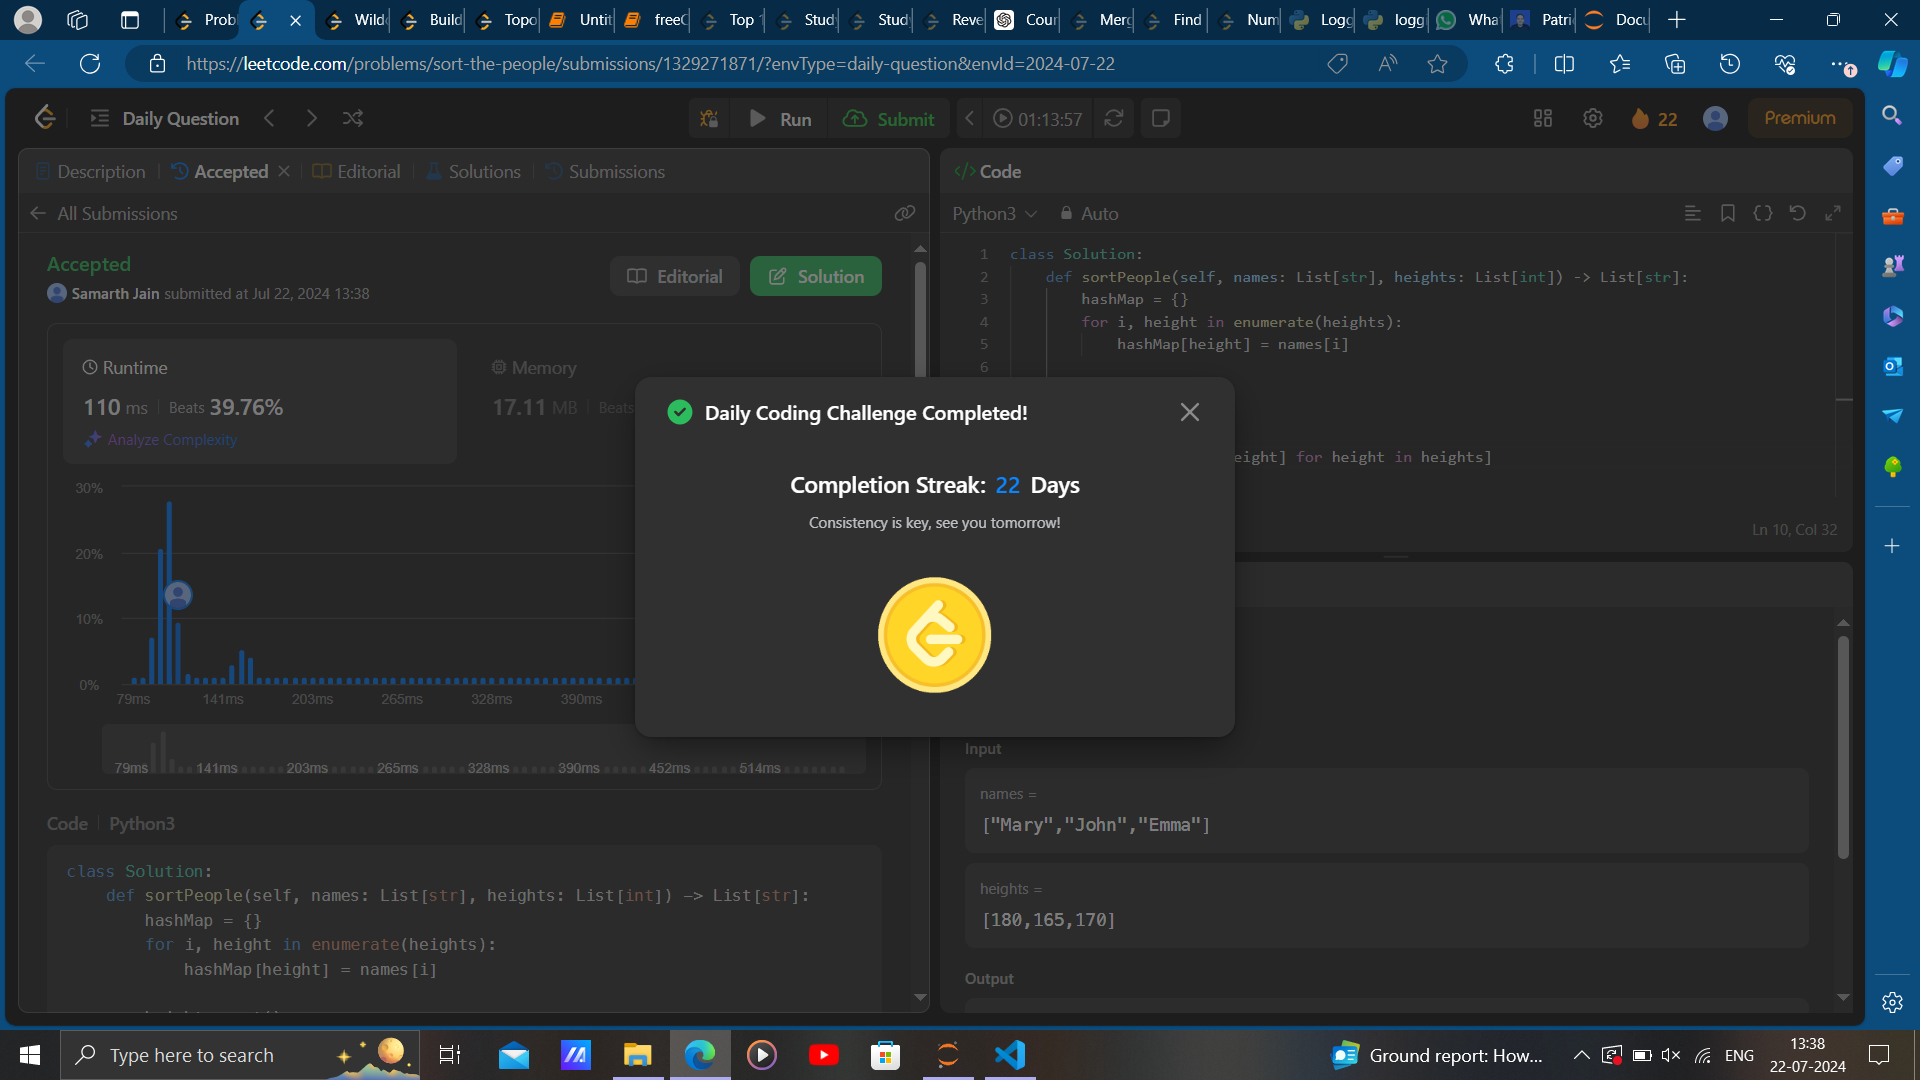 Prob
Wild
Build
Topo
Untit
freeC
Top 1
Stud
Stud
Reve
Cour
Merg
Find
Num
Logg
logg
What
Patri
Docu
https://leetcode.com/problems/sort-the-people/submissions/1329271871/?envType=daily-question&envId=2024-07-22
Daily Question
Run
Submit
01:13:57
22
Premium
Description
Accepted
Editorial
Solutions
Submissions
All Submissions
Accepted
Samarth Jain submitted at Jul 22, 2024 13:38
Editorial
Solution
Runtime
110 ms
Beats 39.76%
Analyze Complexity
Memory
17.11 MB
Beats
30%
20%
10%
0%
79ms 141ms 203ms 265ms 328ms 390ms
79ms 141ms 203ms 265ms 328ms 390ms 452ms 514ms
Code
Python3
class Solution:
def sortPeople(self, names: List[str], heights: List[int]) -> List[str]:
hashMap = {}
for i, height in enumerate(heights):
hashMap[height] = names[i]
Daily Coding Challenge Completed!
Completion Streak: 22 Days
Consistency is key, see you tomorrow!
</> Code
Python3
Auto
1 class Solution:
2 def sortPeople(self, names: List[str], heights: List[int]) -> List[str]:
3 hashMap = {}
4 for i, height in enumerate(heights):
5 hashMap[height] = names[i]
6
eight] for height in heights]
Ln 10, Col 32
Input
names =
["Mary","John","Emma"]
heights =
[180,165,170]
Output
Type here to search
Ground report: How...
ENG
13:38
22-07-2024